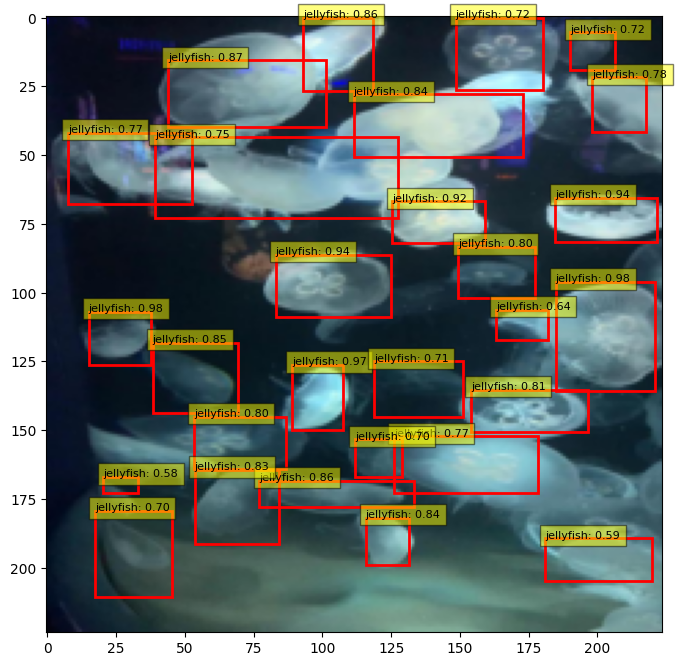 0
jellyfish: 0.86
jellyfish: 0.72
jellyfish: 0.72
jellyfish: 0.87
jellyfish: 0.78
25
jellyfish: 0.84
jellyfish: 0.77
jellyfish: 0.75
50
jellyfish: 0.92
jellyfish: 0.94
75
jellyfish: 0.80
jellyfish: 0.94
jellyfish: 0.98
100
jellyfish: 0.98
jellyfish: 0.64
jellyfish: 0.85
125
jellyfish: 0.97
jellyfish: 0.71
jellyfish: 0.81
jellyfish: 0.80
150
jellyfish: 0.70
jellyfish: 0.77
jellyfish: 0.58
jellyfish: 0.83
jellyfish: 0.86
175
jellyfish: 0.70
jellyfish: 0.84
jellyfish: 0.59
200
0 25 50 75 100 125 150 175 200